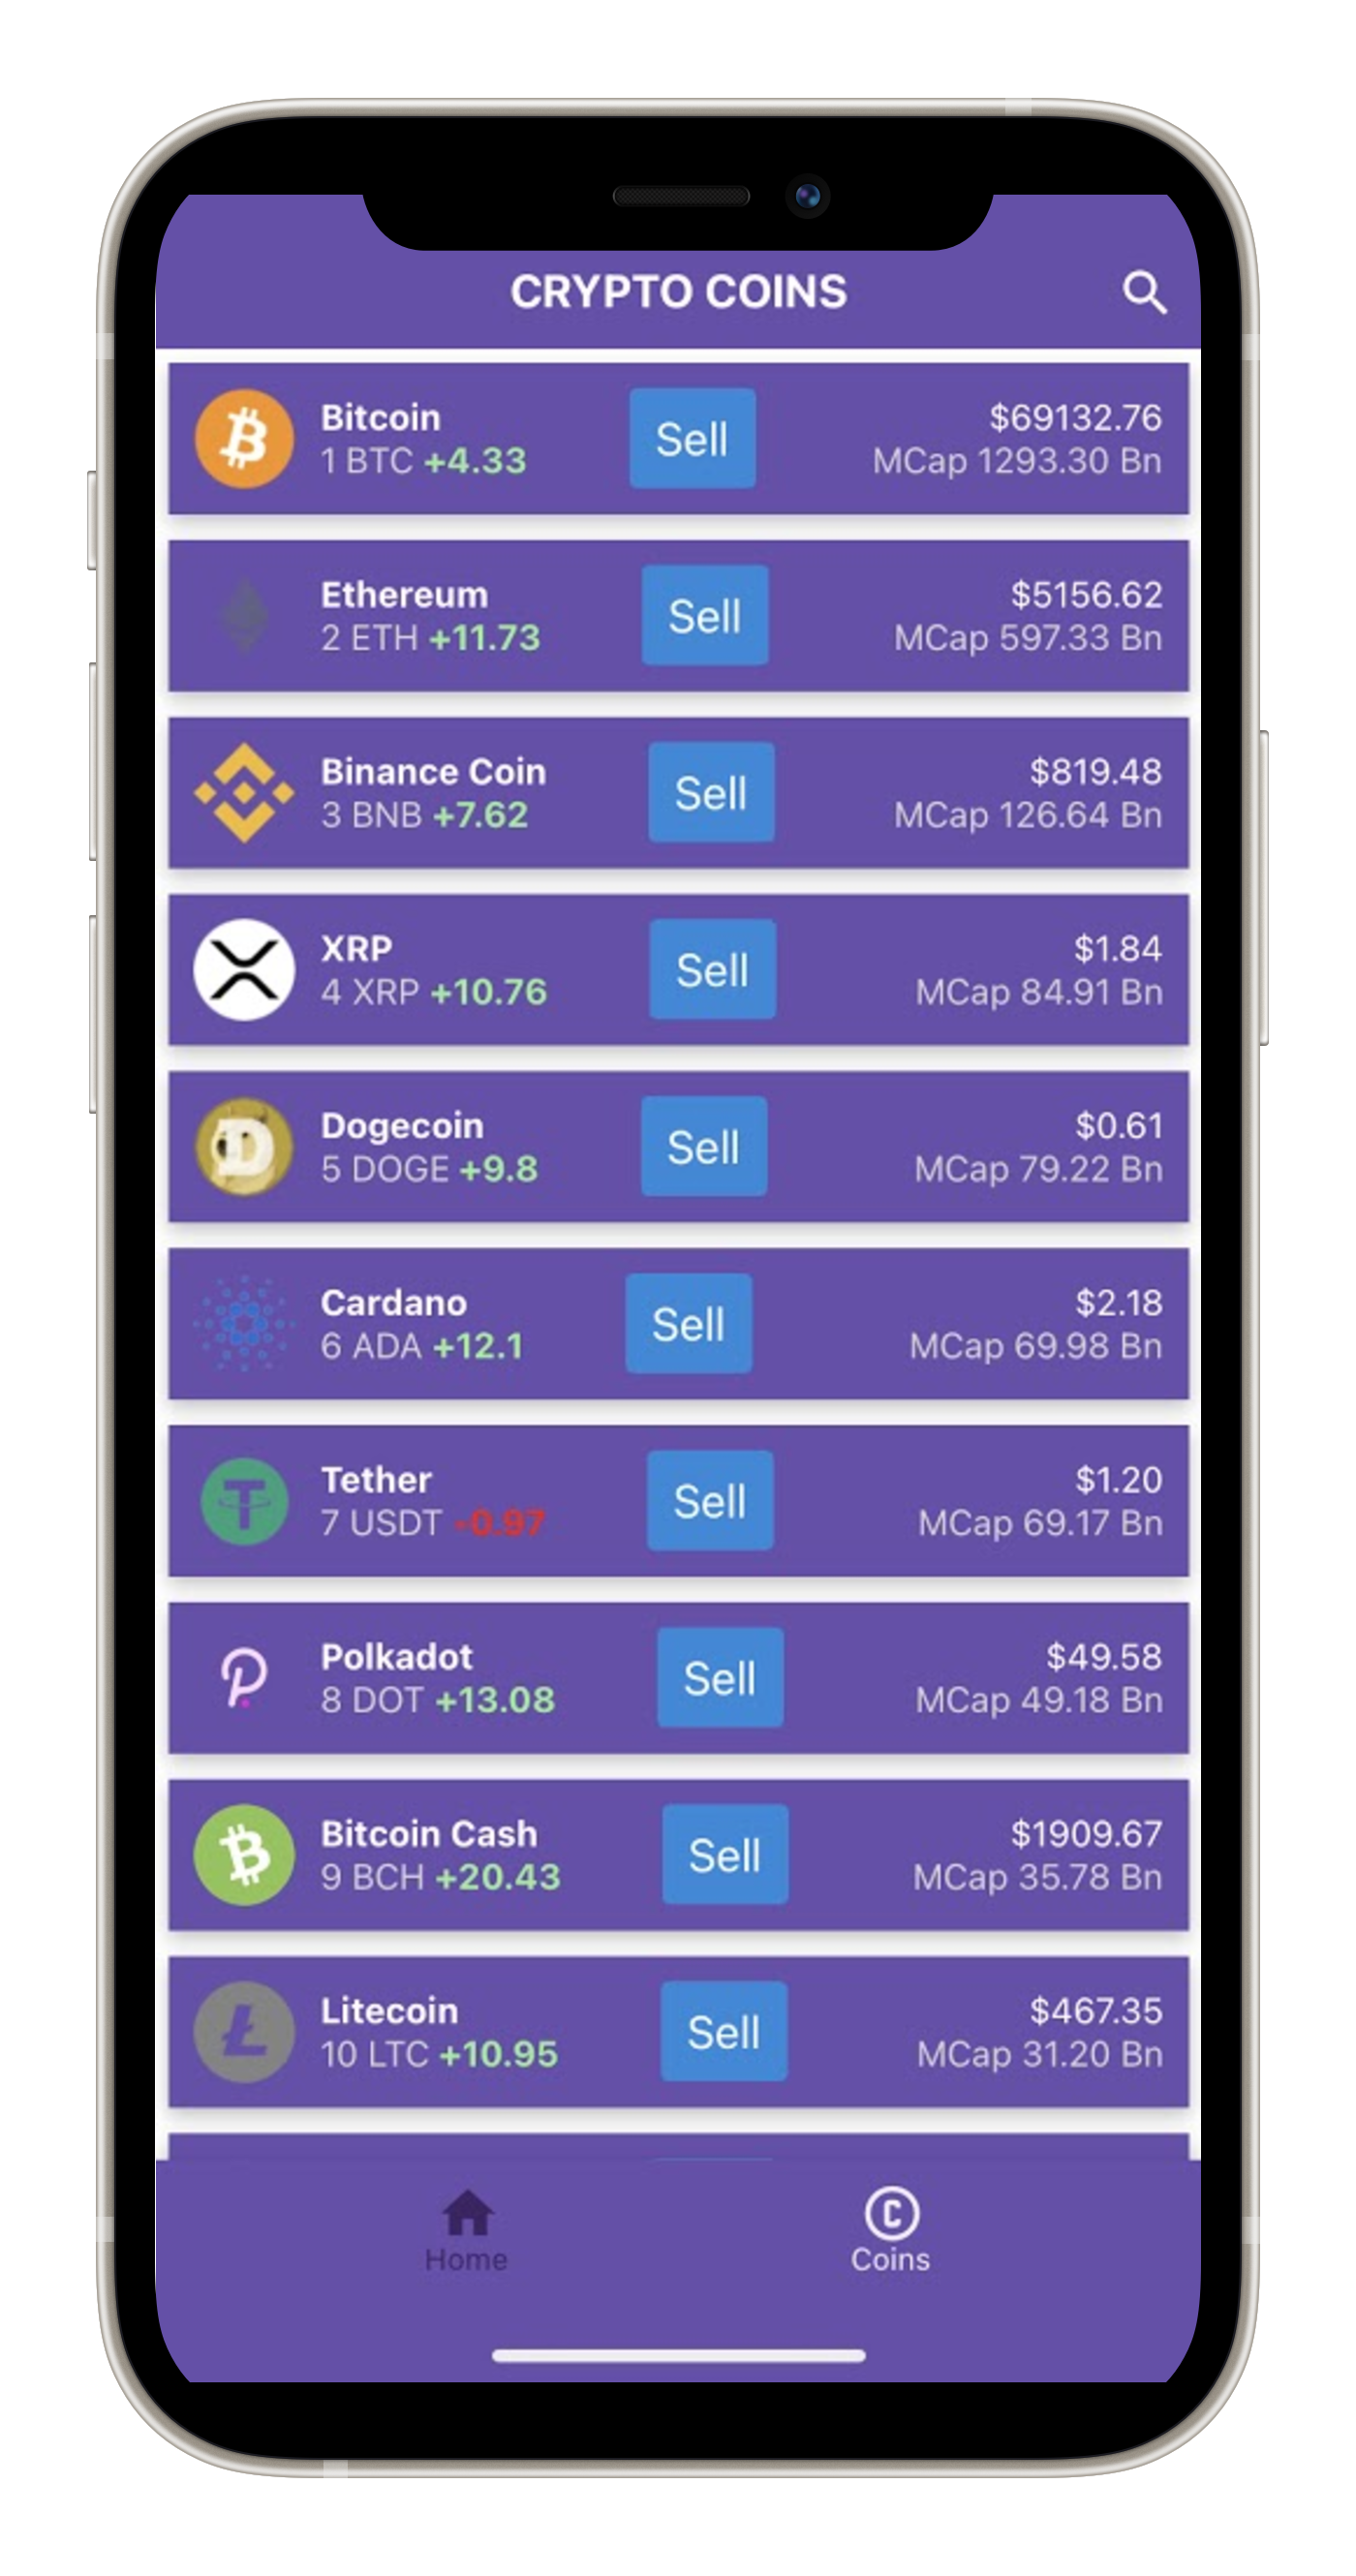 CRYPTO COINS
Bitcoin
1 BTC +4.33
Sell
$69132.76
MCap 1293.30 Bn
Ethereum
2 ETH +11.73
Sell
$5156.62
MCap 597.33 Bn
Binance Coin
3 BNB +7.62
Sell
$819.48
MCap 126.64 Bn
XRP
4 XRP +10.76
Sell
$1.84
MCap 84.91 Bn
Dogecoin
5 DOGE +9.8
Sell
$0.61
MCap 79.22 Bn
Cardano
6 ADA +12.1
Sell
$2.18
MCap 69.98 Bn
Tether
7 USDT -0.97
Sell
$1.20
MCap 69.17 Bn
Polkadot
8 DOT +13.08
Sell
$49.58
MCap 49.18 Bn
Bitcoin Cash
9 BCH +20.43
Sell
$1909.67
MCap 35.78 Bn
Litecoin
10 LTC +10.95
Sell
$467.35
MCap 31.20 Bn
Home
Coins